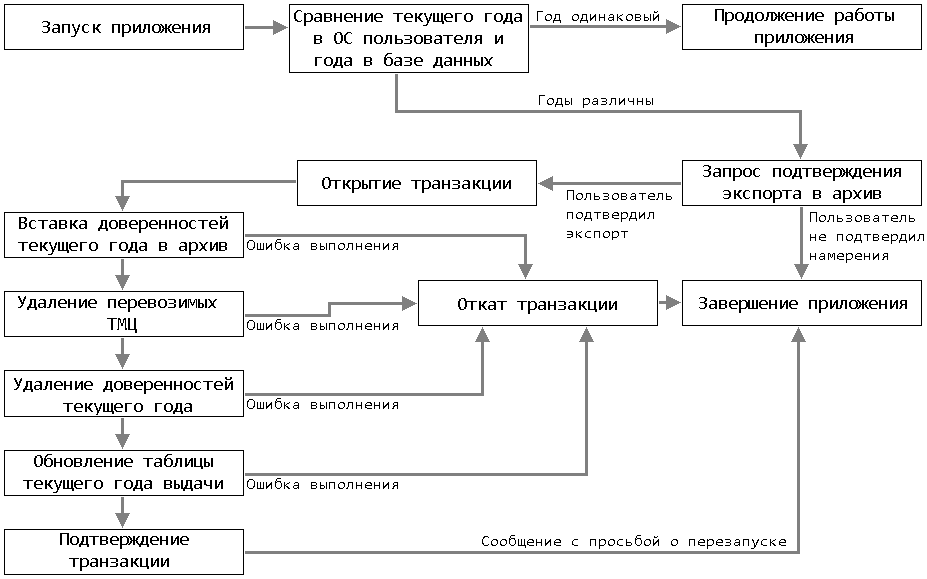 Запуск приложения
Сравнение текущего года
в ОС пользователя и
года в базе данных
Год одинаковый
Продолжение работы
приложения
Годы различны
Запрос подтверждения
экспорта в архив
Пользователь
подтвердил
экспорт
Открытие транзакции
Пользователь
не подтвердил
намерения
Вставка доверенностей
текущего года в архив
Ошибка выполнения
Удаление перевозимых
ТМЦ
Ошибка выполнения
Откат транзакции
Завершение приложения
Удаление доверенностей
текущего года
Ошибка выполнения
Обновление таблицы
текущего года выдачи
Ошибка выполнения
Подтверждение
транзакции
Сообщение с просьбой о перезапуске